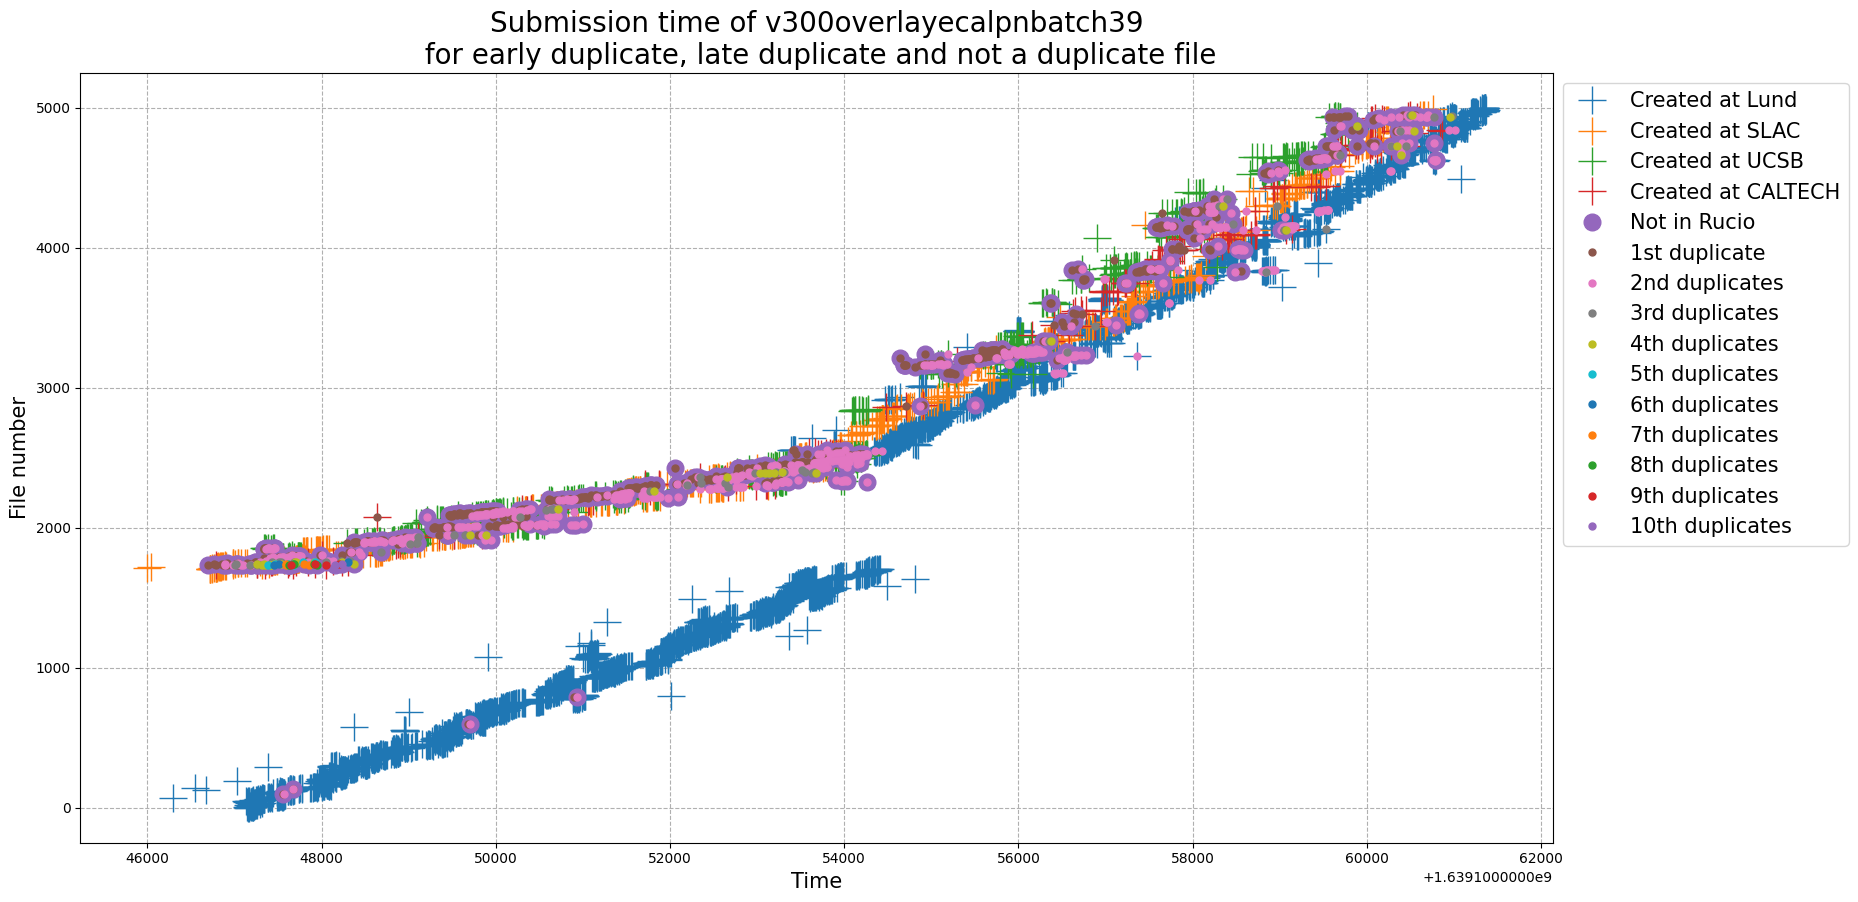 Submission time of v300overlayecalpnbatch39
for early duplicate, late duplicate and not a duplicate file
File number
5000
4000
3000
2000
1000
0
46000 48000 50000 52000 54000 56000 58000 60000 62000
Time
+1.6391000000e9
Created at Lund
Created at SLAC
Created at UCSB
Created at CALTECH
Not in Rucio
1st duplicate
2nd duplicates
3rd duplicates
4th duplicates
5th duplicates
6th duplicates
7th duplicates
8th duplicates
9th duplicates
10th duplicates